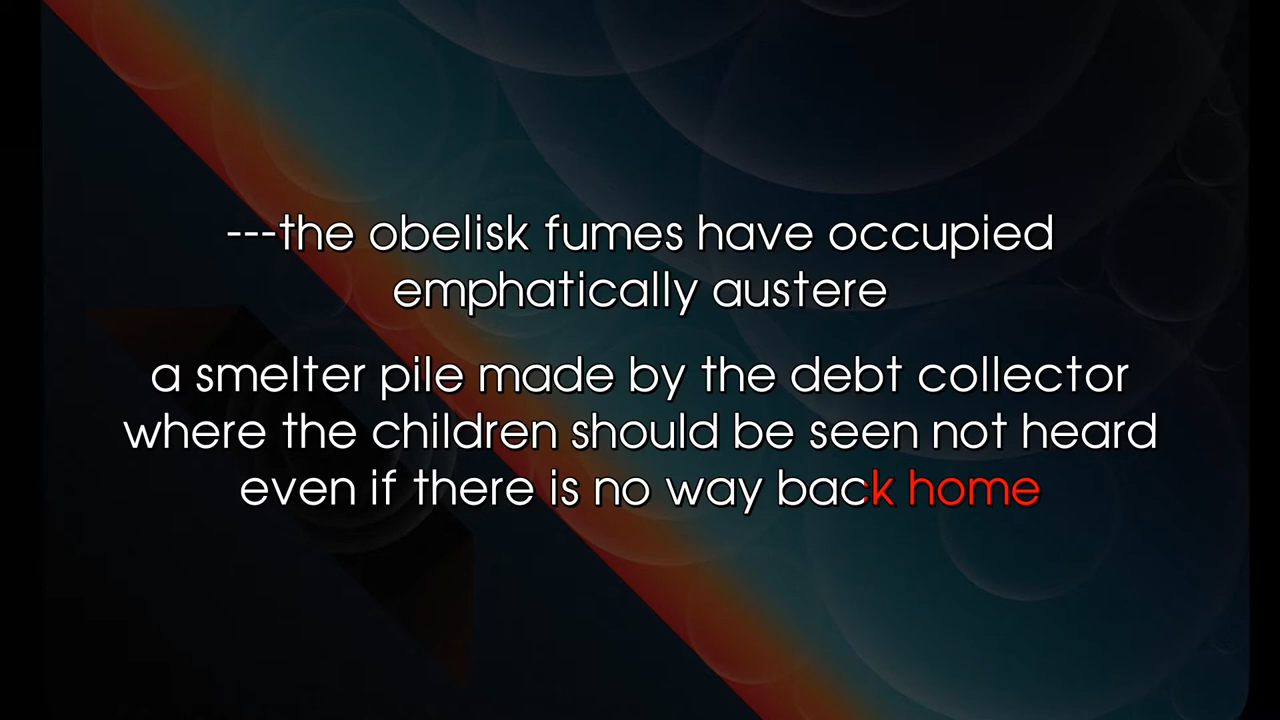 ---the obelisk fumes have occupied
emphatically austere
a smelter pile made by the debt collector
where the children should be seen not heard
even if there is no way back home